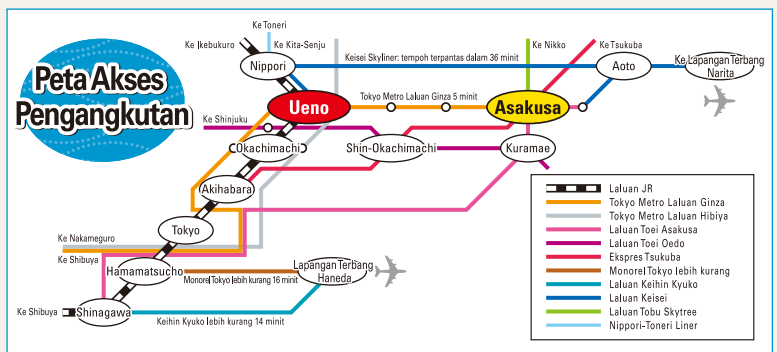 Peta Akses
Pengangkutan
Ke Toneri
Ke Ikebukuro
Ke Kita-Senju
Nippori
Keisei Skyliner: tempoh terpantas dalam 36 minit
Ke Nikko
Ke Tsukuba
Aoto
Ke Lapangan Terbang
Narita
Ueno
Tokyo Metro Laluan Ginza 5 minit
Asakusa
Ke Shinjuku
Okachimachi
Shin-Okachimachi
Kuramae
Akihabara
Tokyo
Ke Nakameguro
Ke Shibuya
Hamamatsucho
Monorel Tokyo lebih kurang 16 minit
Lapangan Terbang
Haneda
Ke Shibuya
Shinagawa
Keihin Kyuko lebih kurang 14 minit
Laluan JR
Tokyo Metro Laluan Ginza
Tokyo Metro Laluan Hibiya
Laluan Toei Asakusa
Laluan Toei Oedo
Ekspres Tsukuba
Monorel Tokyo lebih kurang
Laluan Keihin Kyuko
Laluan Keisei
Laluan Tobu Skytree
Nippori-Toneri Liner